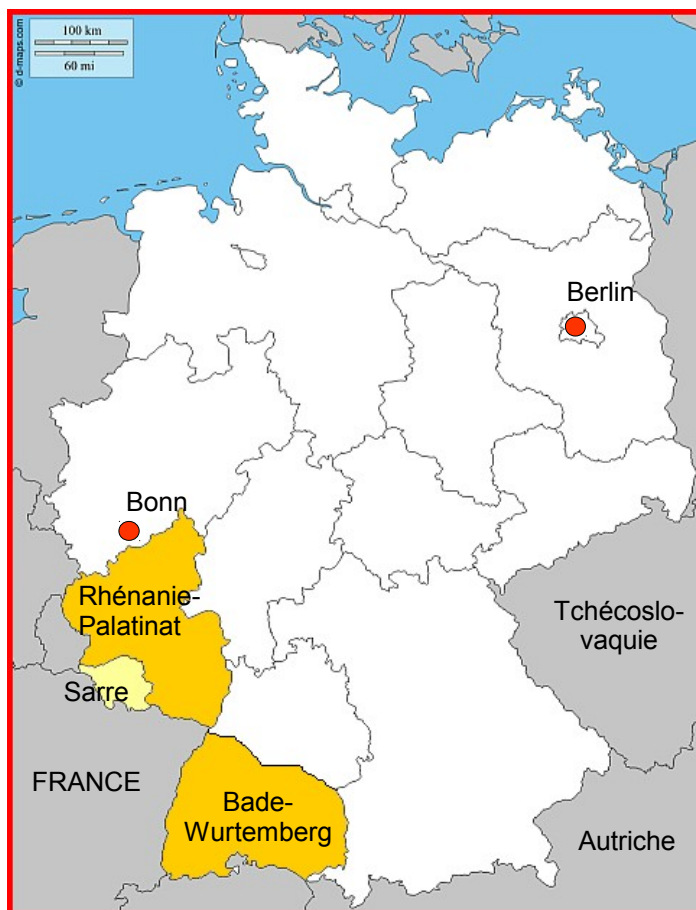 © d-maps.com
100 km
60 mi
Berlin
Bonn
Rhénanie-
Palatinat
Tchécoslo-
vaquie
Sarre
FRANCE
Bade-
Wurtemberg
Autriche